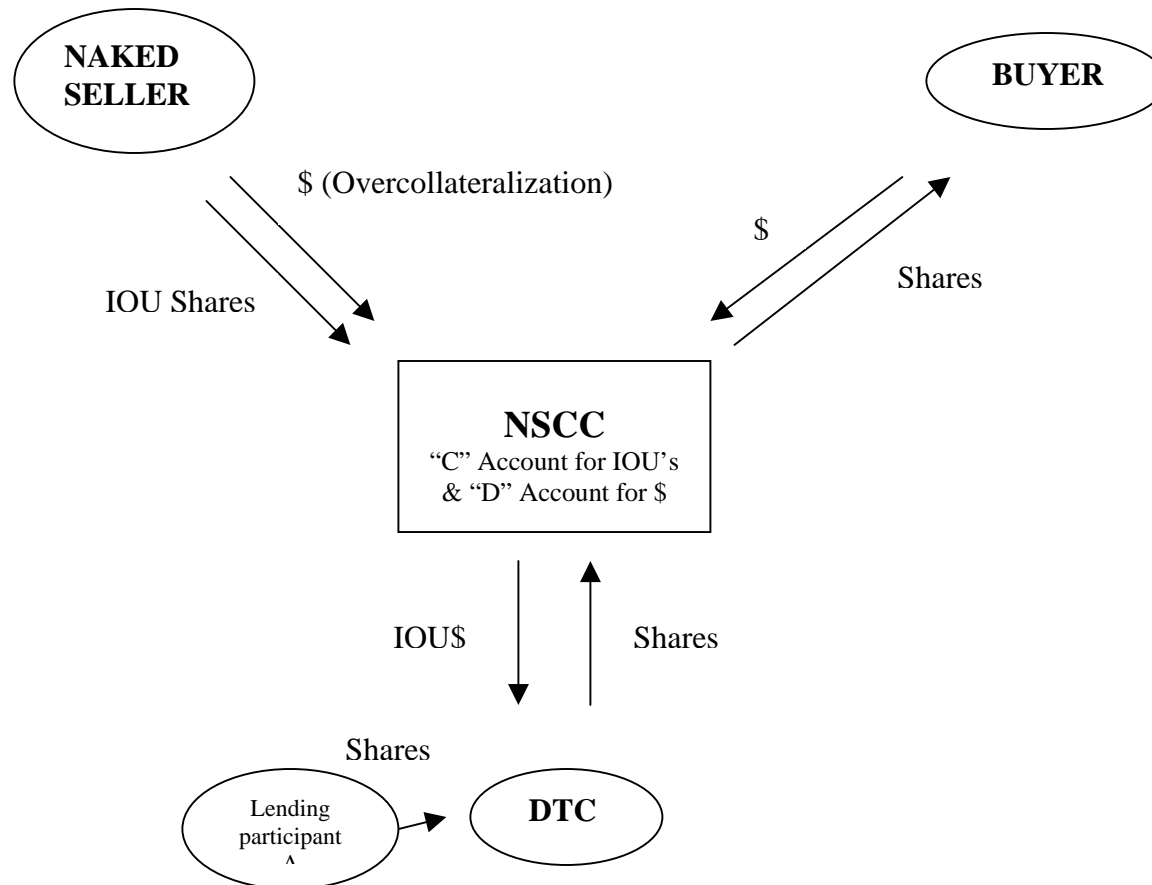 NAKED
SELLER
BUYER
$ (Overcollateralization)
$
IOU Shares
Shares
NSCC
“C” Account for IOU’s
& “D” Account for $
IOU$
Shares
Shares
Lending
participant
DTC